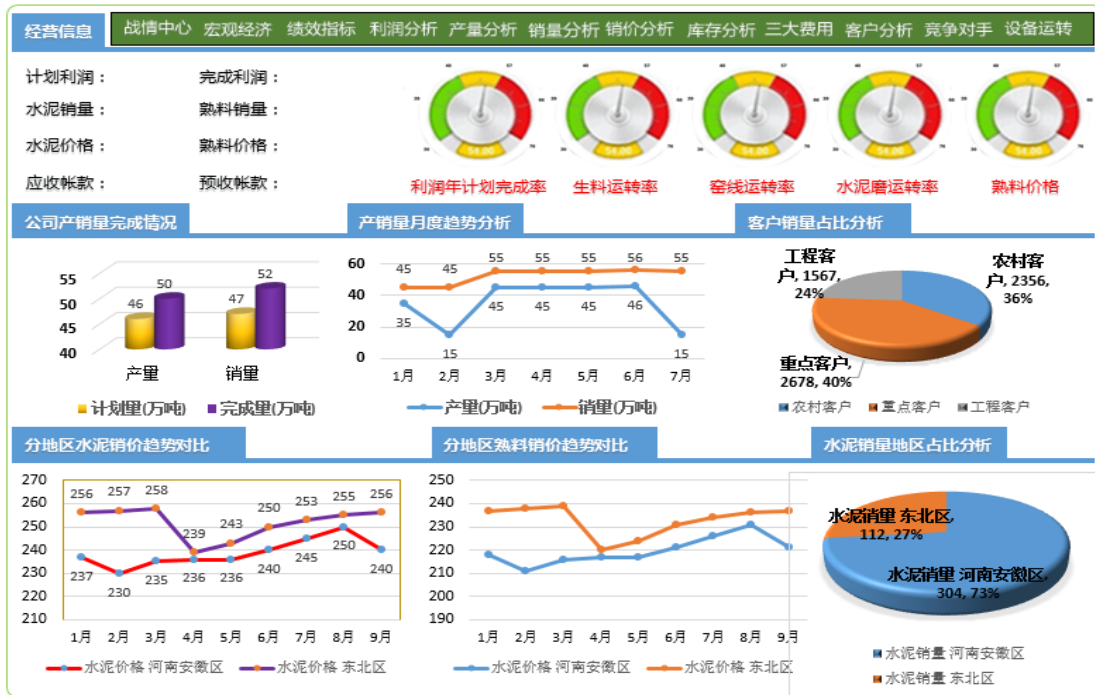 经营信息 战情中心 宏观经济 绩效指标 利润分析 产量分析 销量分析 销价分析 库存分析 三大费用 客户分析 竞争对手 设备运转
计划利润： 完成利润：
水泥销量： 熟料销量：
水泥价格： 熟料价格：
应收帐款： 预收帐款：
54.00 54.00 54.00 54.00 54.00
利润年计划完成率 生料运转率 窑线运转率 水泥磨运转率 熟料价格
公司产销量完成情况
55
50
45
40
46 50 47 52
产量 销量
计划量(万吨) 完成量(万吨)
产销量月度趋势分析
60
40
20
0
45 45 55 55 55 56 55
35 15 45 45 45 46 15
1月 2月 3月 4月 5月 6月 7月
产量(万吨) 销量(万吨)
客户销量占比分析
工程客
户, 1567,
24%
农村客
户, 2356,
36%
重点客户,
2678, 40%
农村客户 重点客户 工程客户
分地区水泥销价趋势对比
270
260
250
240
230
220
210
256 257 258 239 243 250 253 255 256
237 230 235 236 236 240 245 250 240
1月 2月 3月 4月 5月 6月 7月 8月 9月
水泥价格 河南安徽区 水泥价格 东北区
分地区熟料销价趋势对比
250
240
230
220
210
200
190
1月 2月 3月 4月 5月 6月 7月 8月 9月
水泥价格 河南安徽区 水泥价格 东北区
水泥销量地区占比分析
水泥销量 东北区,
112, 27%
水泥销量 河南安徽区,
304, 73%
水泥销量 河南安徽区
水泥销量 东北区